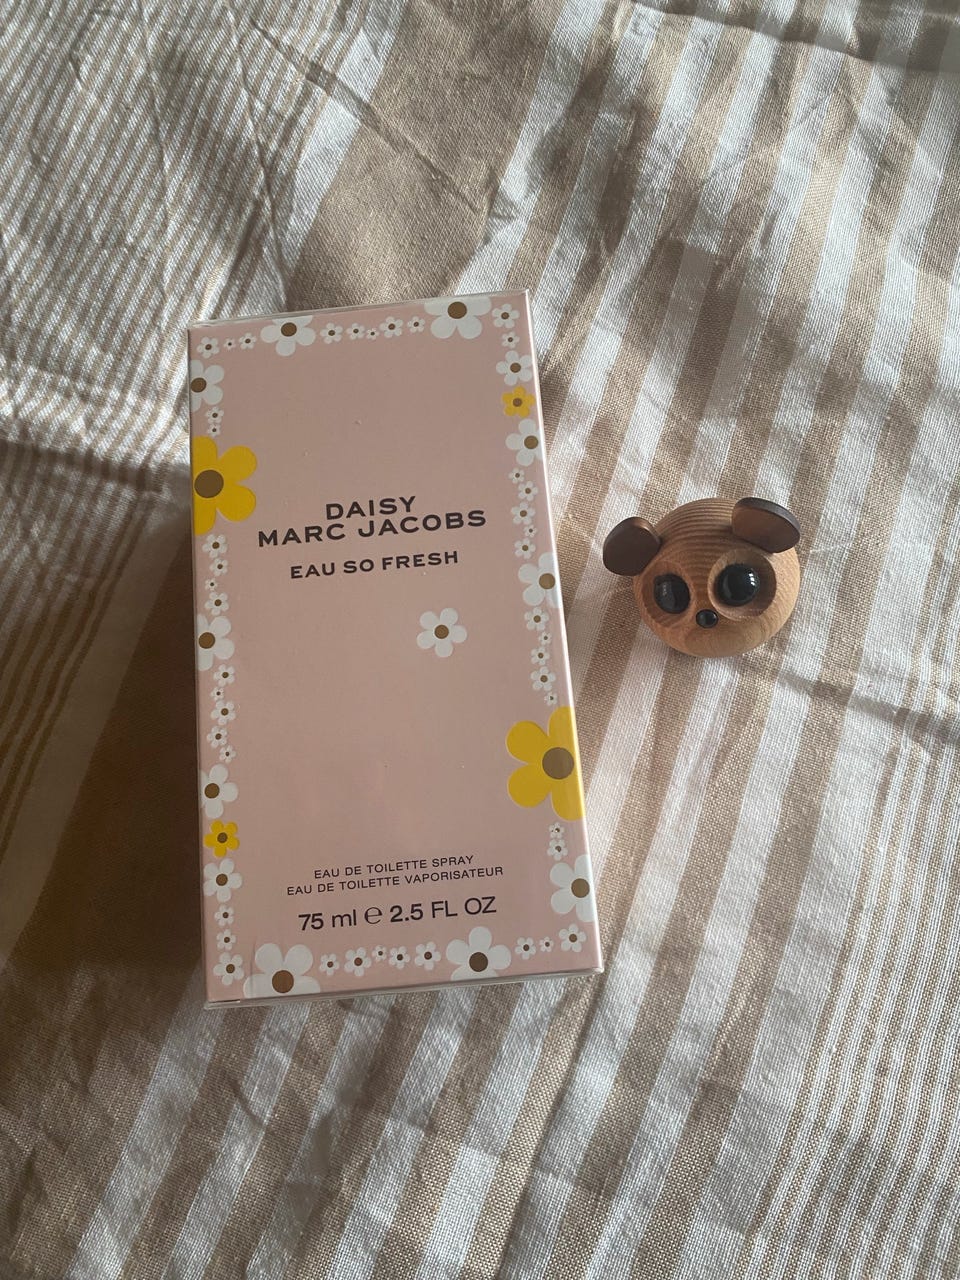 DAISY
MARC JACOBS
EAU SO FRESH
EAU DE TOILETTE SPRAY
EAU DE TOILETTE VAPORISATEUR
75 ml ℮ 2.5 FL OZ